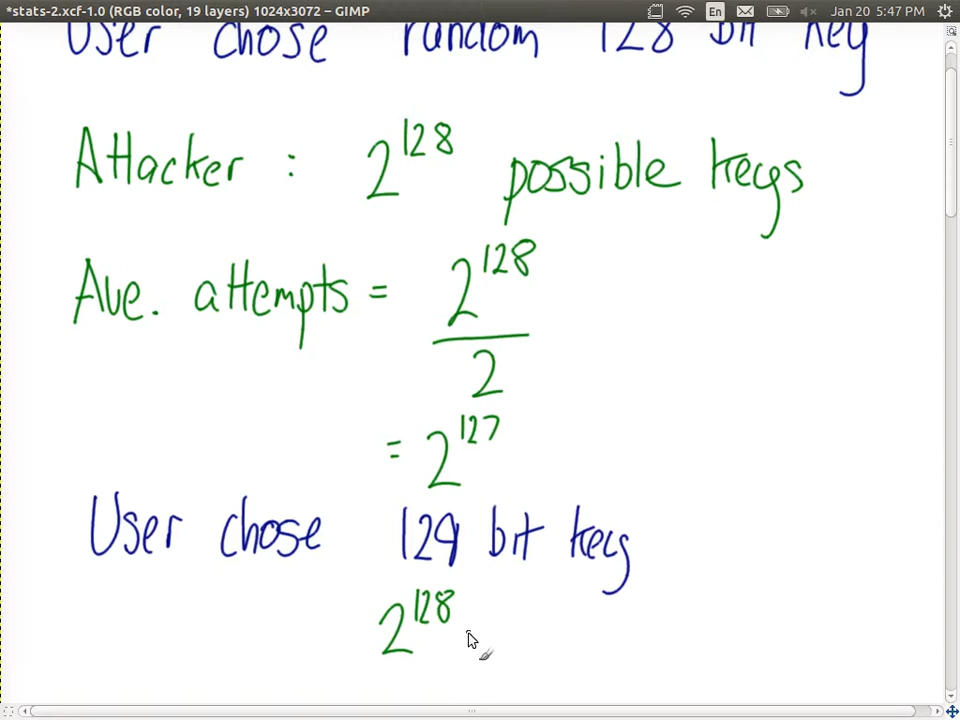 *stats-2.xcf-1.0 (RGB color, 19 layers) 1024x3072 – GIMP En Jan 20 5:47 PM
User chose random 128 bit key
Attacker : 2^128 possible keys
Ave. attempts = 2^128
2
= 2^127
User chose 129 bit key
2^128